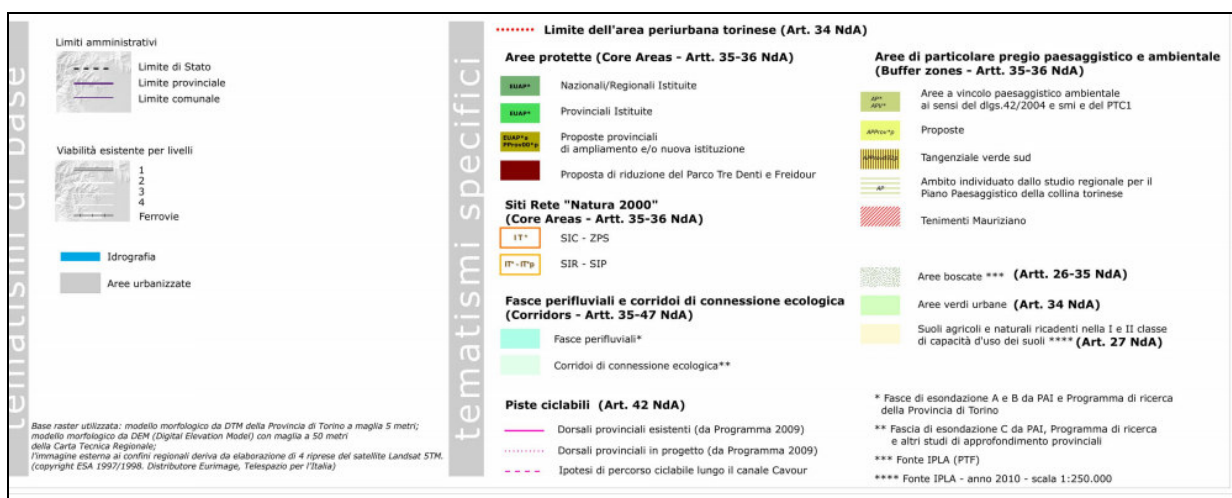 tematismi di base
Limiti amministrativi
Limite di Stato
Limite provinciale
Limite comunale
Viabilità esistente per livelli
1
2
3
4
Ferrovie
Idrografia
Aree urbanizzate
Base raster utilizzata: modello morfologico da DTM della Provincia di Torino a maglia 5 metri;
modello morfologico da DEM (Digital Elevation Model) con maglia a 50 metri
della Carta Tecnica Regionale;
l'immagine esterna ai confini regionali deriva da elaborazione di 4 riprese del satellite Landsat 5TM.
(copyright ESA 1997/1998. Distributore Eurimage, Telespazio per l'Italia)
tematismi specifici
Limite dell'area periurbana torinese (Art. 34 NdA)
Aree protette (Core Areas - Artt. 35-36 NdA)
EUAP*
Nazionali/Regionali Istituite
EUAP*
Provinciali Istituite
EUAP*e
PProv00*p
Proposte provinciali
di ampliamento e/o nuova istituzione
Proposta di riduzione del Parco Tre Denti e Freidour
Siti Rete "Natura 2000"
(Core Areas - Artt. 35-36 NdA)
IT*
SIC - ZPS
IT* - IT*p
SIR - SIP
Fasce perifluviali e corridoi di connessione ecologica
(Corridors - Artt. 35-47 NdA)
Fasce perifluviali*
Corridoi di connessione ecologica**
Piste ciclabili (Art. 42 NdA)
Dorsali provinciali esistenti (da Programma 2009)
Dorsali provinciali in progetto (da Programma 2009)
Ipotesi di percorso ciclabile lungo il canale Cavour
Aree di particolare pregio paesaggistico e ambientale
(Buffer zones - Artt. 35-36 NdA)
AP*
APV*
Aree a vincolo paesaggistico ambientale
ai sensi del dlgs.42/2004 e smi e del PTC1
APProv*p
Proposte
Tangenziale verde sud
AP
Ambito individuato dallo studio regionale per il
Piano Paesaggistico della collina torinese
Tenimenti Mauriziano
Aree boscate *** (Artt. 26-35 NdA)
Aree verdi urbane (Art. 34 NdA)
Suoli agricoli e naturali ricadenti nella I e II classe
di capacità d'uso dei suoli **** (Art. 27 NdA)
* Fasce di esondazione A e B da PAI e Programma di ricerca
della Provincia di Torino
** Fascia di esondazione C da PAI, Programma di ricerca
e altri studi di approfondimento provinciali
*** Fonte IPLA (PTF)
**** Fonte IPLA - anno 2010 - scala 1:250.000